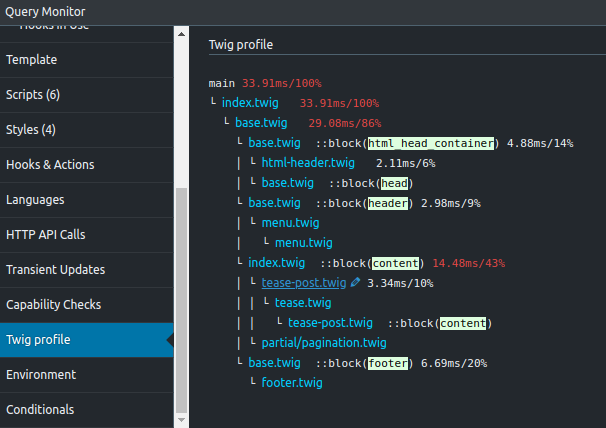 Query Monitor
Hooks in Use
Template
Scripts (6)
Styles (4)
Hooks & Actions
Languages
HTTP API Calls
Transient Updates
Capability Checks
Twig profile
Environment
Conditionals
Twig profile
main 33.91ms/100%
└ index.twig 33.91ms/100%
└ base.twig 29.08ms/86%
└ base.twig ::block(html_head_container) 4.88ms/14%
│ └ html-header.twig 2.11ms/6%
│ └ base.twig ::block(head)
└ base.twig ::block(header) 2.98ms/9%
│ └ menu.twig
│ └ menu.twig
└ index.twig ::block(content) 14.48ms/43%
│ └ tease-post.twig 3.34ms/10%
│ │ └ tease.twig
│ │ └ tease-post.twig ::block(content)
│ └ partial/pagination.twig
└ base.twig ::block(footer) 6.69ms/20%
└ footer.twig